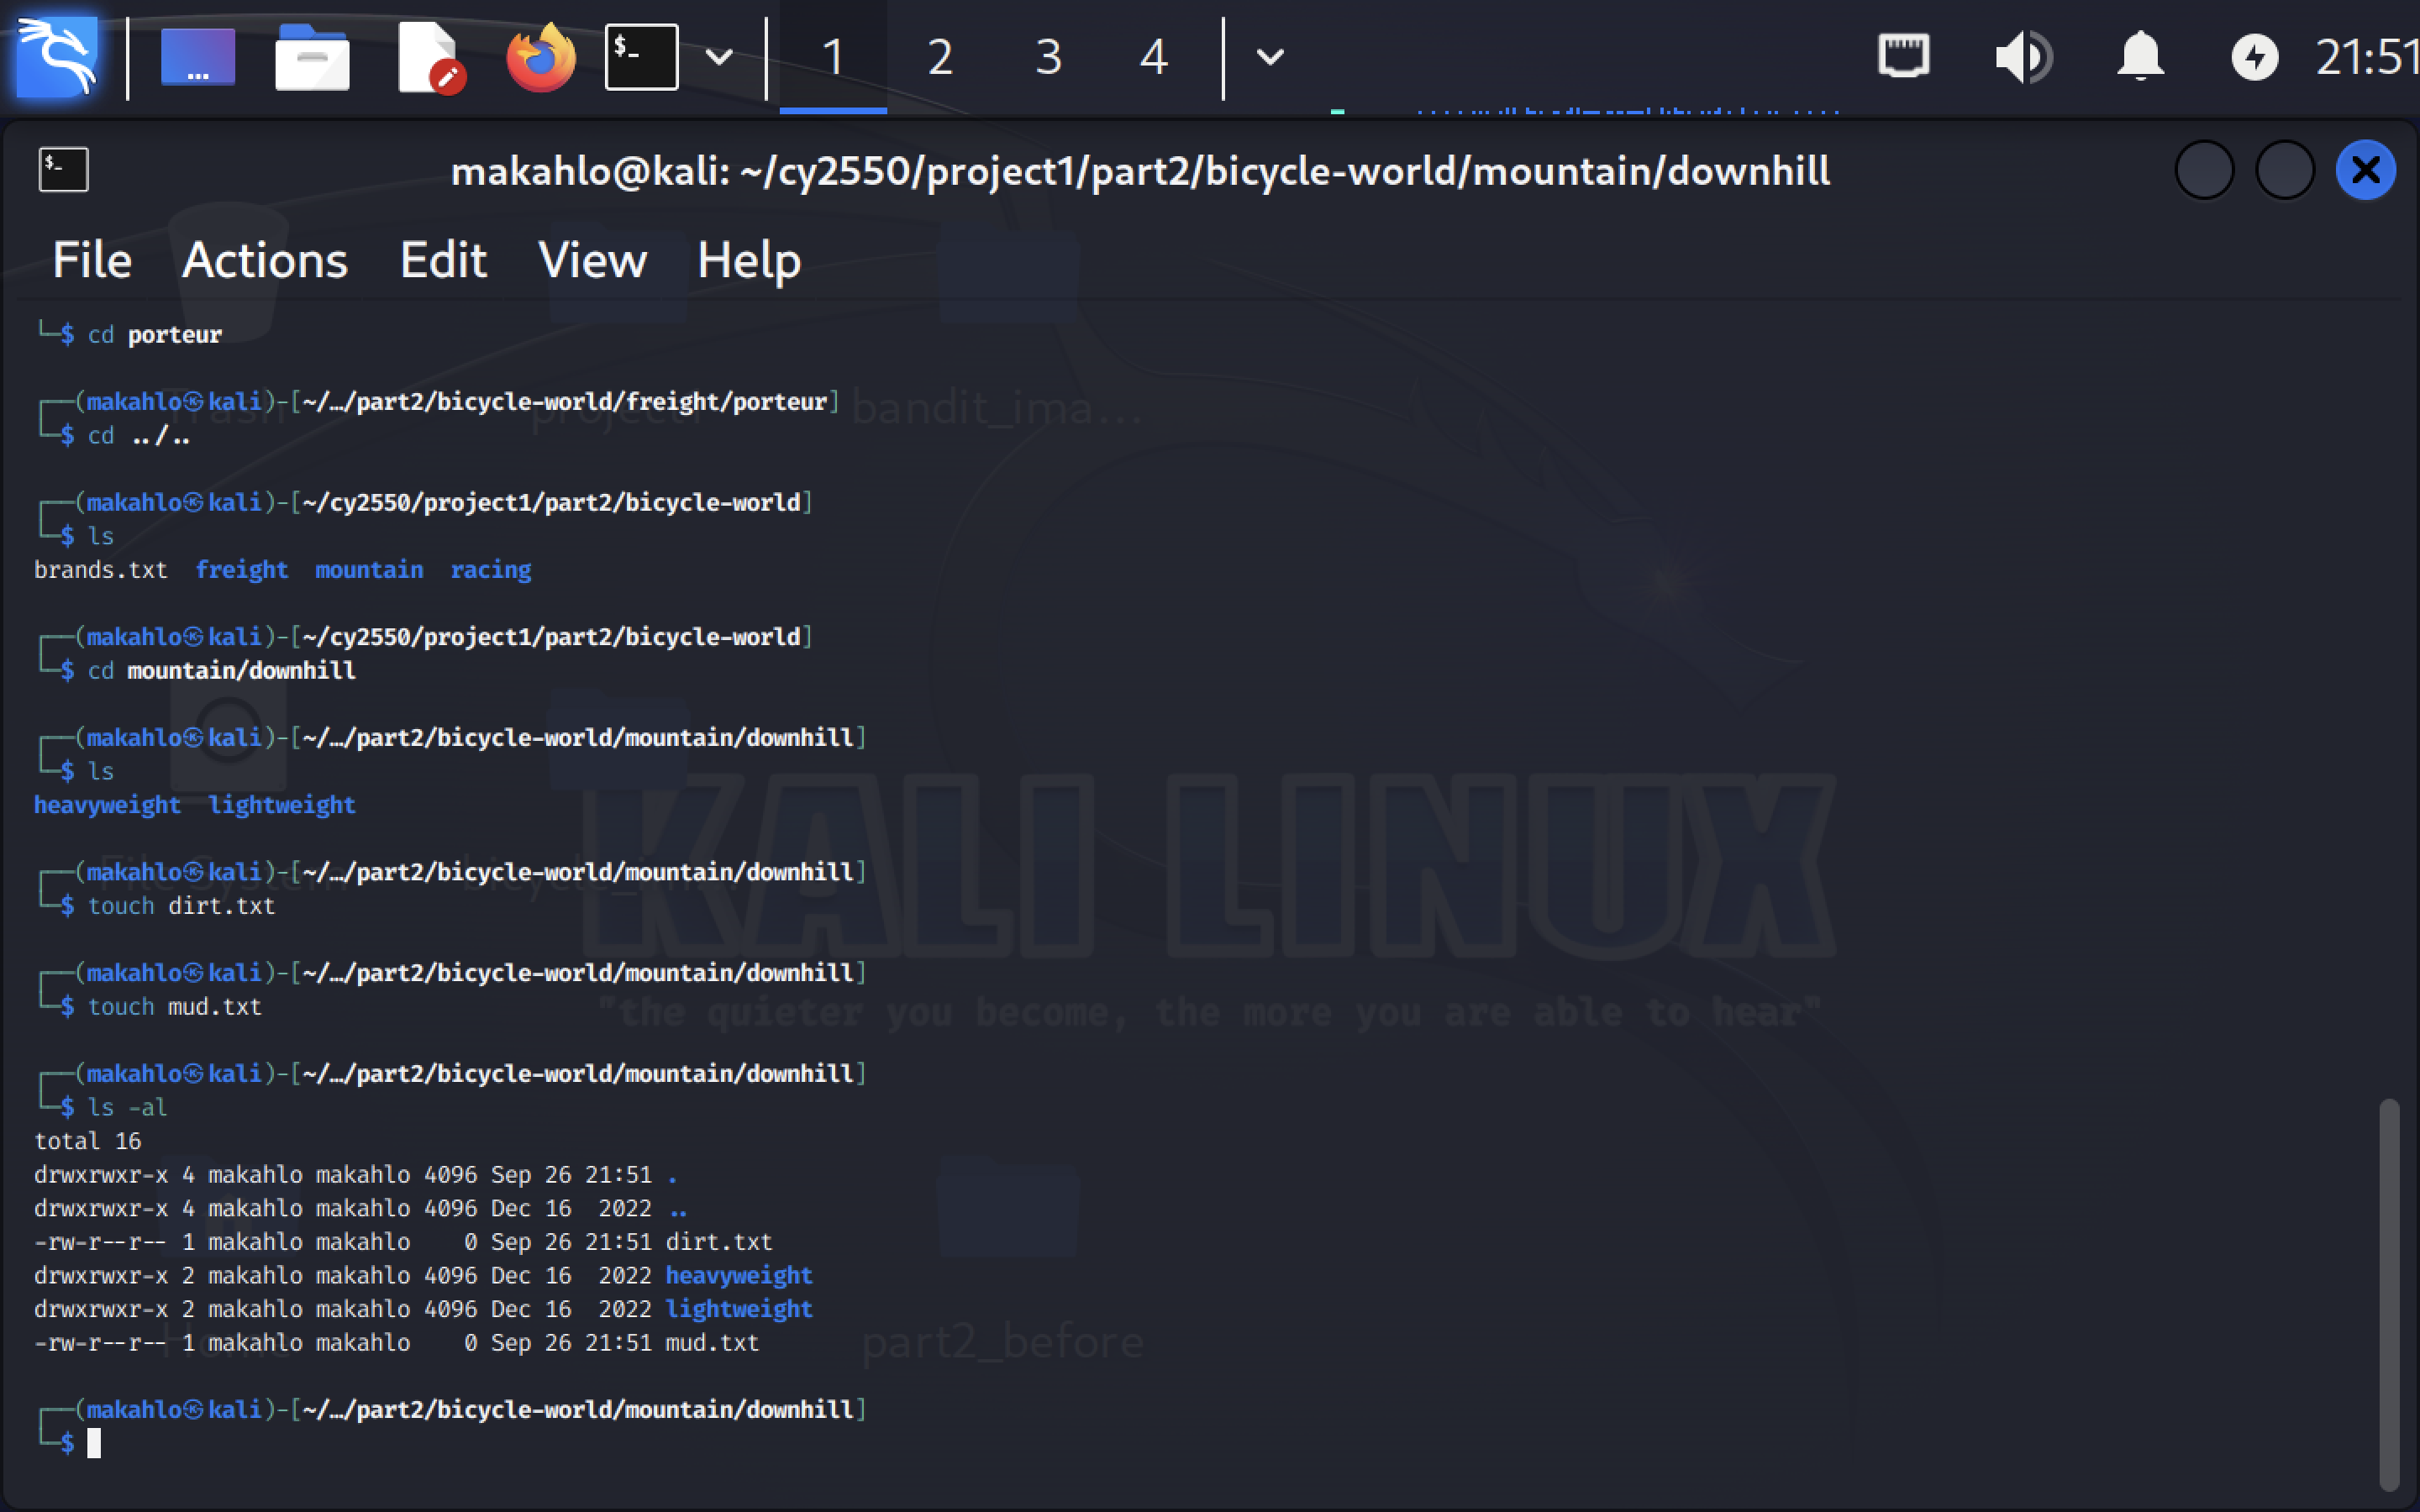 1 2 3 4 21:51
makahlo@kali: ~/cy2550/project1/part2/bicycle-world/mountain/downhill
File Actions Edit View Help
└─$ cd porteur
┌──(makahlo㉿kali)-[~/…/part2/bicycle-world/freight/porteur]
└─$ cd ../..
┌──(makahlo㉿kali)-[~/cy2550/project1/part2/bicycle-world]
└─$ ls
brands.txt freight mountain racing
┌──(makahlo㉿kali)-[~/cy2550/project1/part2/bicycle-world]
└─$ cd mountain/downhill
┌──(makahlo㉿kali)-[~/…/part2/bicycle-world/mountain/downhill]
└─$ ls
heavyweight lightweight
┌──(makahlo㉿kali)-[~/…/part2/bicycle-world/mountain/downhill]
└─$ touch dirt.txt
┌──(makahlo㉿kali)-[~/…/part2/bicycle-world/mountain/downhill]
└─$ touch mud.txt
┌──(makahlo㉿kali)-[~/…/part2/bicycle-world/mountain/downhill]
└─$ ls -al
total 16
drwxrwxr-x 4 makahlo makahlo 4096 Sep 26 21:51 .
drwxrwxr-x 4 makahlo makahlo 4096 Dec 16  2022 ..
-rw-r--r-- 1 makahlo makahlo    0 Sep 26 21:51 dirt.txt
drwxrwxr-x 2 makahlo makahlo 4096 Dec 16  2022 heavyweight
drwxrwxr-x 2 makahlo makahlo 4096 Dec 16  2022 lightweight
-rw-r--r-- 1 makahlo makahlo    0 Sep 26 21:51 mud.txt
┌──(makahlo㉿kali)-[~/…/part2/bicycle-world/mountain/downhill]
└─$
Trash
project1
bandit_ima…
File System
KALI LINUX
"the quieter you become, the more you are able to hear"
Home
part2_before